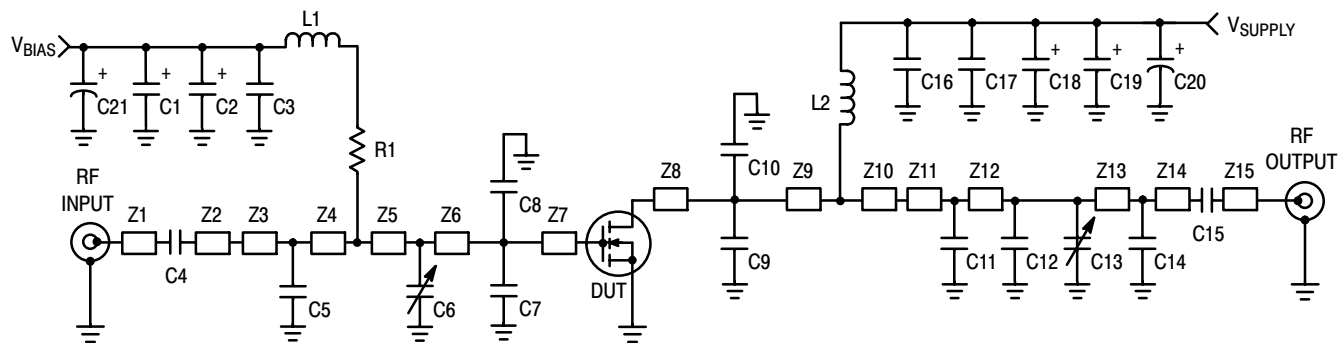 L1
VBIAS
VSUPPLY
+
+
+
+
+
+
C21
C1
C2
C3
C16
C17
C18
C19
C20
L2
R1
C10
RF
INPUT
RF
OUTPUT
C8
Z8
Z9
Z10
Z11
Z12
Z13
Z14
Z15
Z1
Z2
Z3
Z4
Z5
Z6
Z7
C4
C15
C9
C11
C12
C13
C14
C5
C6
C7
DUT